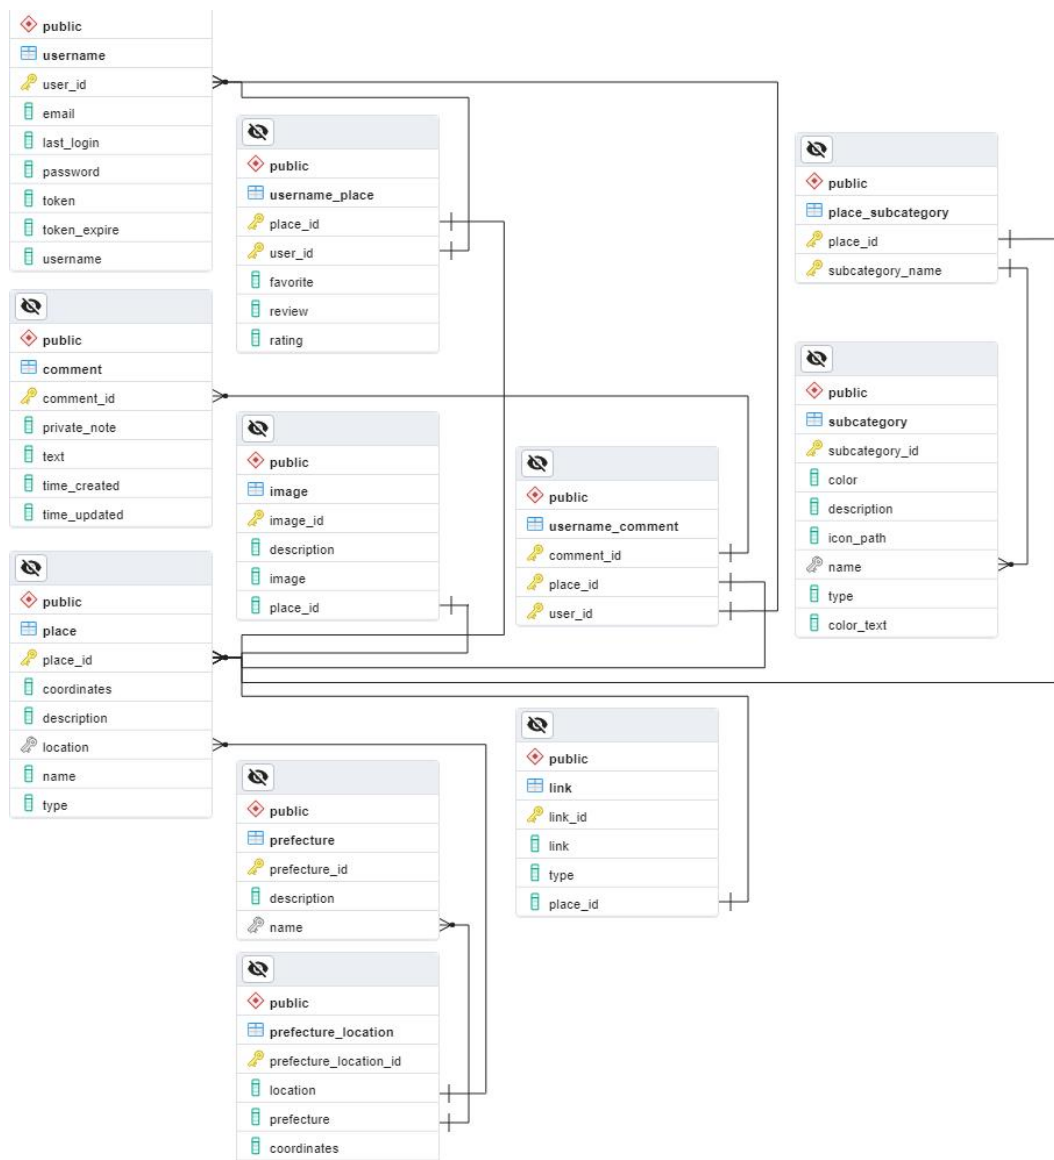 public
username
user_id
email
last_login
password
token
token_expire
username
public
comment
comment_id
private_note
text
time_created
time_updated
public
place
place_id
coordinates
description
location
name
type
public
username_place
place_id
user_id
favorite
review
rating
public
image
image_id
description
image
place_id
public
prefecture
prefecture_id
description
name
public
prefecture_location
prefecture_location_id
location
prefecture
coordinates
public
username_comment
comment_id
place_id
user_id
public
link
link_id
link
type
place_id
public
place_subcategory
place_id
subcategory_name
public
subcategory
subcategory_id
color
description
icon_path
name
type
color_text